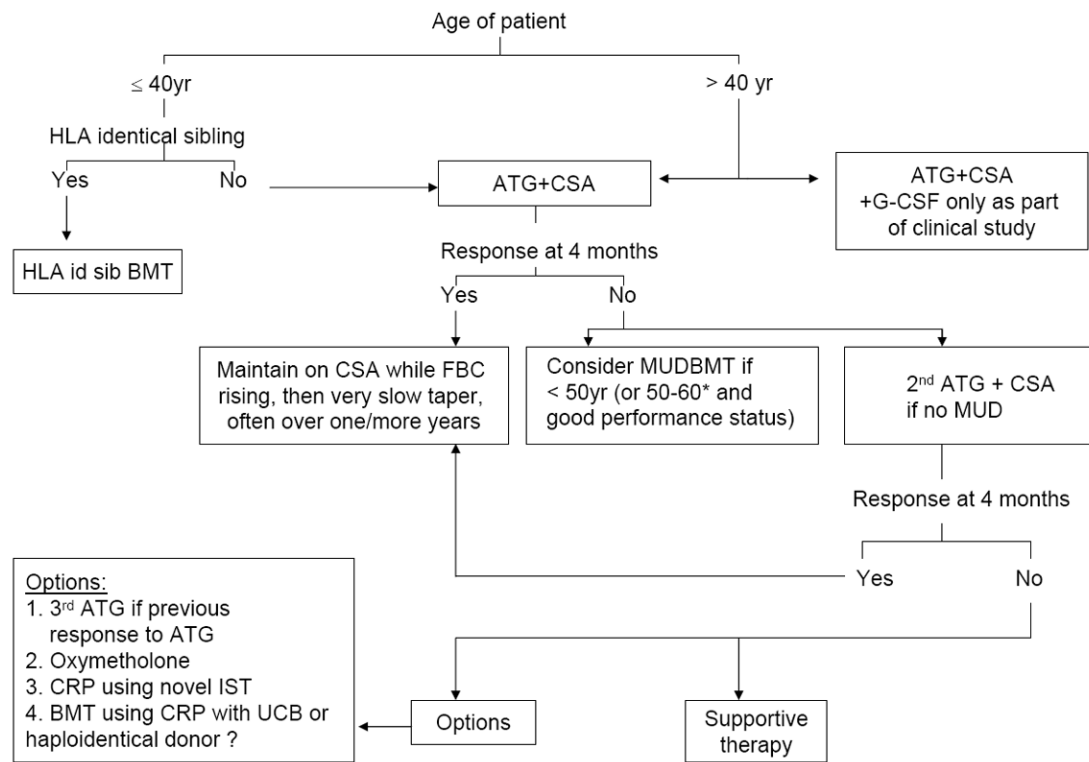 Age of patient
≤ 40yr
> 40 yr
HLA identical sibling
Yes
No
ATG+CSA
ATG+CSA
+G-CSF only as part
of clinical study
HLA id sib BMT
Response at 4 months
Yes
No
Maintain on CSA while FBC
rising, then very slow taper,
often over one/more years
Consider MUDBMT if
< 50yr (or 50-60* and
good performance status)
2nd ATG + CSA
if no MUD
Response at 4 months
Yes
No
Options:
1. 3rd ATG if previous
response to ATG
2. Oxymetholone
3. CRP using novel IST
4. BMT using CRP with UCB or
haploidentical donor ?
Options
Supportive
therapy